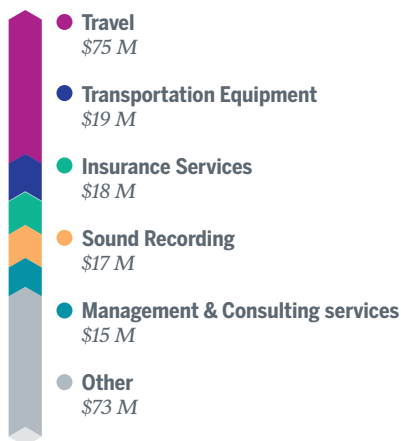 Travel
$75 M
Transportation Equipment
$19 M
Insurance Services
$18 M
Sound Recording
$17 M
Management & Consulting services
$15 M
Other
$73 M